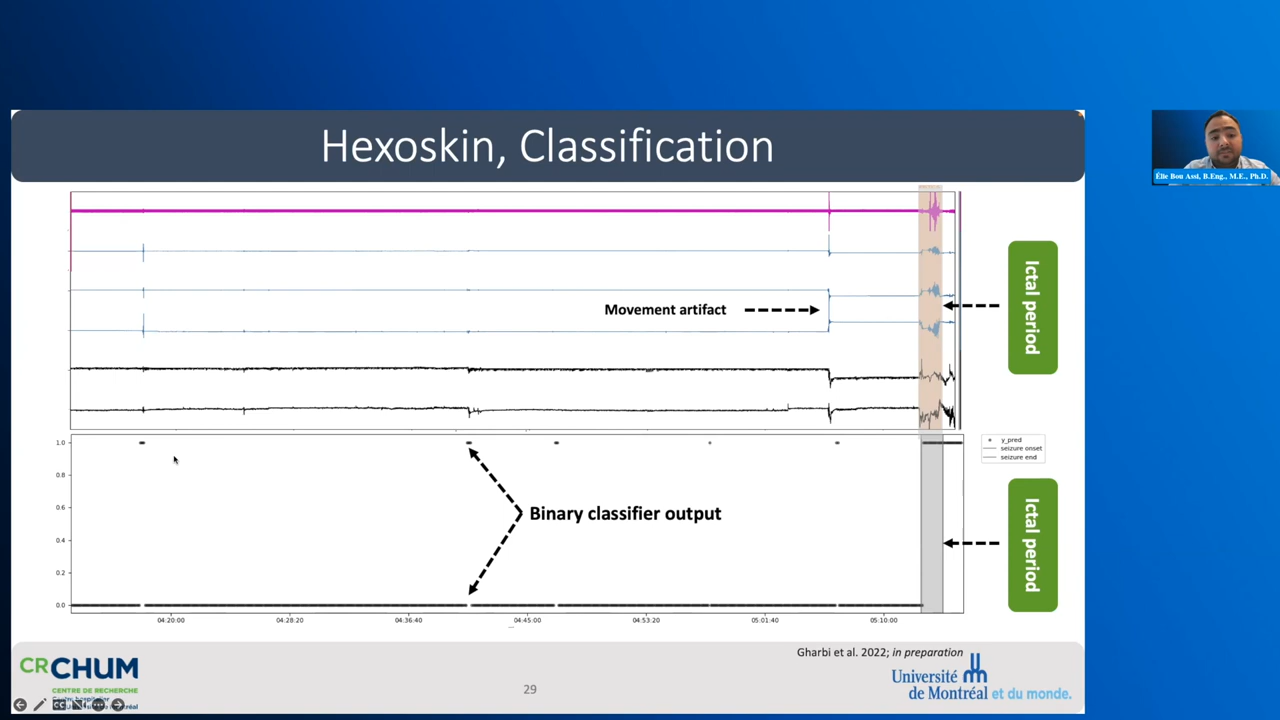 Hexoskin, Classification
Élie Bou Assi, B.Eng., M.E., Ph.D.
Movement artifact
Ictal period
1.0
0.8
0.6
0.4
0.2
0.0
y_pred
seizure onset
seizure end
Binary classifier output
Ictal period
04:20:00
04:28:20
04:36:40
04:45:00
04:53:20
05:01:40
05:10:00
Gharbi et al. 2022; in preparation
CRCHUM
CENTRE DE RECHERCHE
29
Université
de Montréal et du monde.
CC